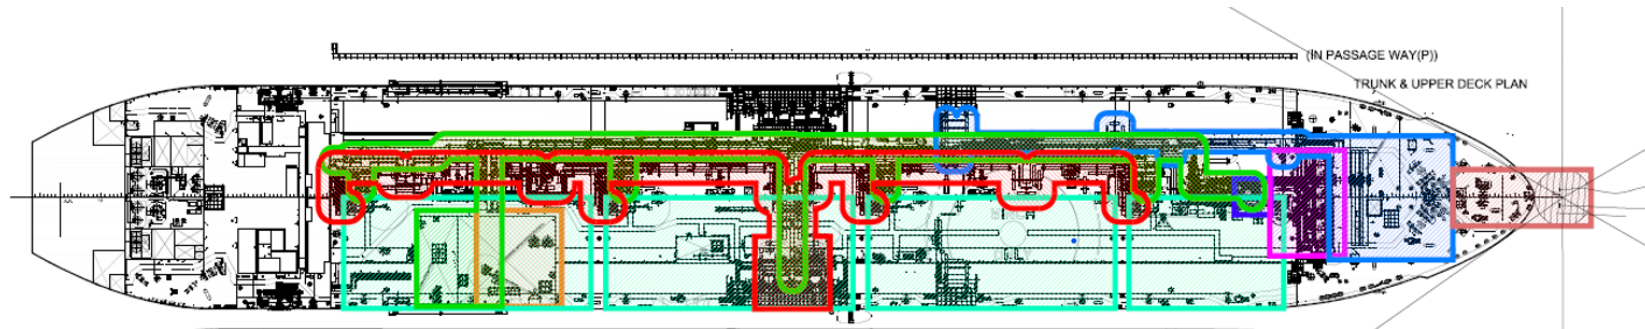 (IN PASSAGE WAY(P))
TRUNK & UPPER DECK PLAN